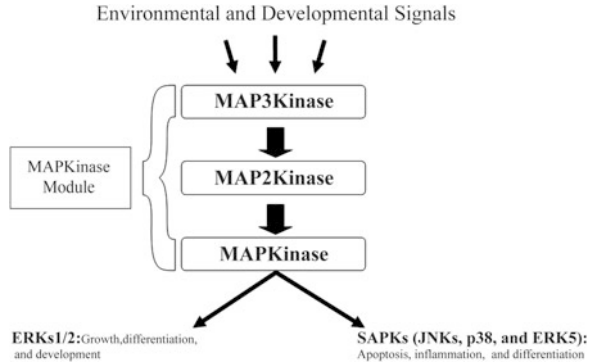 Environmental and Developmental Signals
MAP3Kinase
MAPKinase
Module
MAP2Kinase
MAPKinase
ERKs1/2:Growth,differentiation,
and development
SAPKs (JNKs, p38, and ERK5):
Apoptosis, inflammation, and differentiation